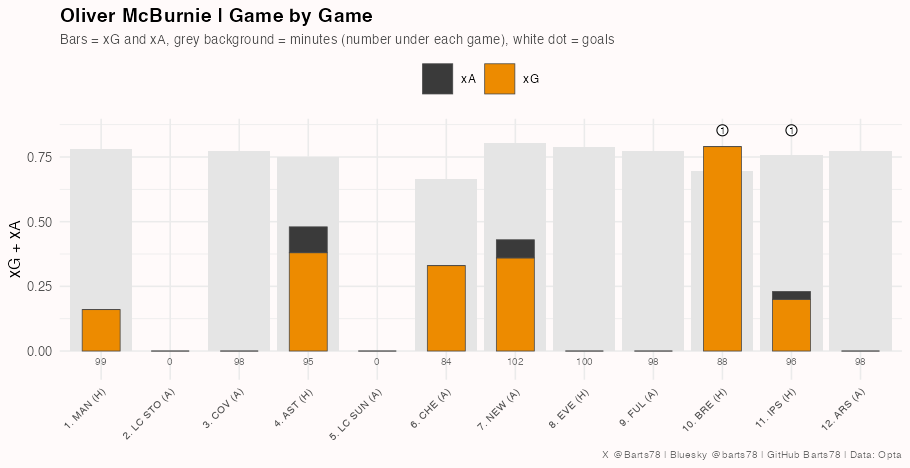 Oliver McBurnie | Game by Game
Bars = xG and xA, grey background = minutes (number under each game), white dot = goals
xA xG
xG + xA
0.75
0.50
0.25
0.00
1 1
99 0 98 95 0 84 102 100 98 88 96 98
1. MAN (H)
2. LC STO (A)
3. COV (A)
4. AST (H)
5. LC SUN (A)
6. CHE (A)
7. NEW (A)
8. EVE (H)
9. FUL (A)
10. BRE (H)
11. IPS (H)
12. ARS (A)
X @Barts78 | Bluesky @barts78 | GitHub Barts78 | Data: Opta